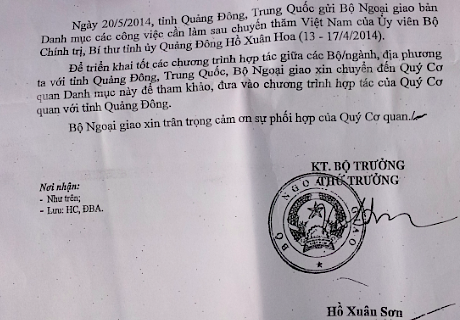 Ngày 20/5/2014, tỉnh Quảng Đông, Trung Quốc gửi Bộ Ngoại giao bản
Danh mục các công việc cần làm sau chuyến thăm Việt Nam của Ủy viên Bộ
Chính trị, Bí thư tỉnh ủy Quảng Đông Hồ Xuân Hoa (13 - 17/4/2014).
Để triển khai tốt các chương trình hợp tác giữa các Bộ/ngành, địa phương
ta với tỉnh Quảng Đông, Trung Quốc, Bộ Ngoại giao xin chuyển đến Quý Cơ
quan Danh mục này để tham khảo, đưa vào chương trình hợp tác của Quý Cơ
quan với tỉnh Quảng Đông.
Bộ Ngoại giao xin trân trọng cảm ơn sự phối hợp của Quý Cơ quan./.
KT. BỘ TRƯỞNG
THỨ TRƯỞNG
Nơi nhận:
- Như trên;
- Lưu: HC, ĐBA.
BỘ NGOẠI GIAO
Hồ Xuân Sơn